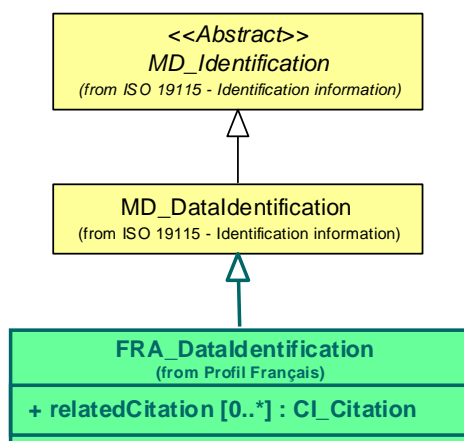 <<Abstract>>
MD_Identification
(from ISO 19115 - Identification information)
MD_DataIdentification
(from ISO 19115 - Identification information)
FRA_DataIdentification
(from Profil Français)
+ relatedCitation [0..*] : CI_Citation